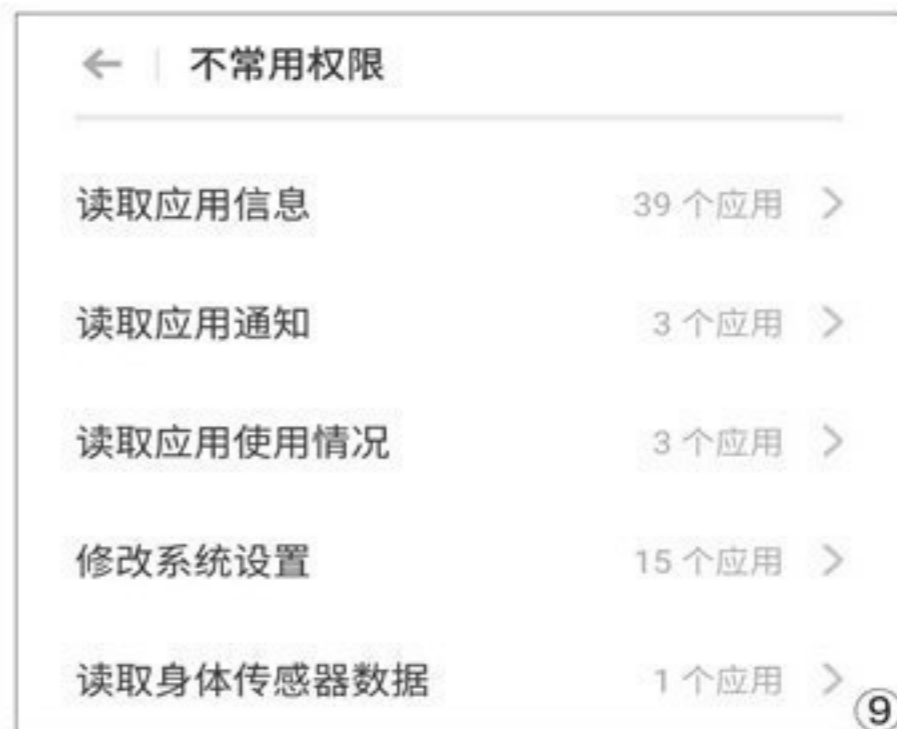 不常用权限
读取应用信息 39 个应用
读取应用通知 3 个应用
读取应用使用情况 3 个应用
修改系统设置 15 个应用
读取身体传感器数据 1 个应用
⑨